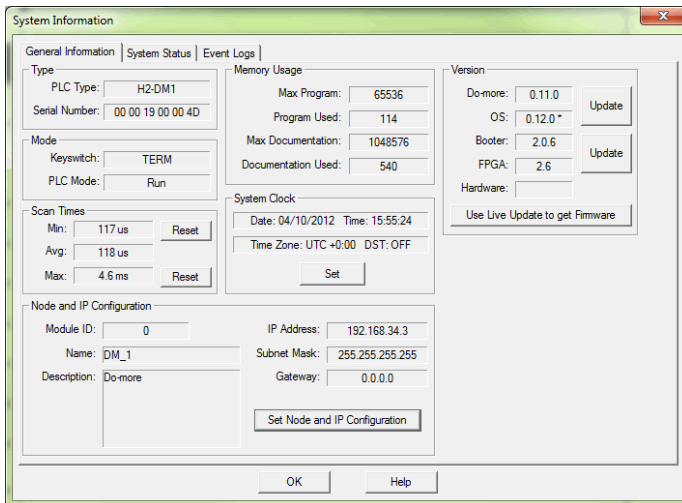 System Information
General Information System Status Event Logs
Type
PLC Type: H2-DM1
Serial Number: 00 00 19 00 00 4D
Mode
Keyswitch: TERM
PLC Mode: Run
Scan Times
Min: 117 us Reset
Avg: 118 us
Max: 4.6 ms Reset
Memory Usage
Max Program: 65536
Program Used: 114
Max Documentation: 1048576
Documentation Used: 540
System Clock
Date: 04/10/2012 Time: 15:55:24
Time Zone: UTC +0:00 DST: OFF
Set
Version
Do-more: 0.11.0
Update
OS: 0.12.0 *
Booter: 2.0.6
Update
FPGA: 2.6
Hardware:
Use Live Update to get Firmware
Node and IP Configuration
Module ID: 0
Name: DM_1
Description: Do-more
IP Address: 192.168.34.3
Subnet Mask: 255.255.255.255
Gateway: 0.0.0.0
Set Node and IP Configuration
OK Help